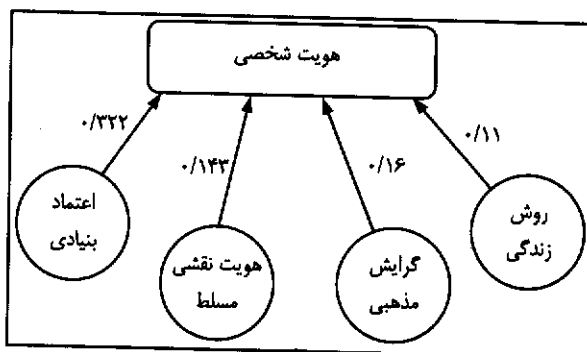 هویت شخصی
۰/۱۱
۰/۱۶
۰/۱۴۳
۰/۳۲۲
روش
زندگی
گرایش
مذهبی
هویت نقشی
مسلط
اعتماد
بنیادی